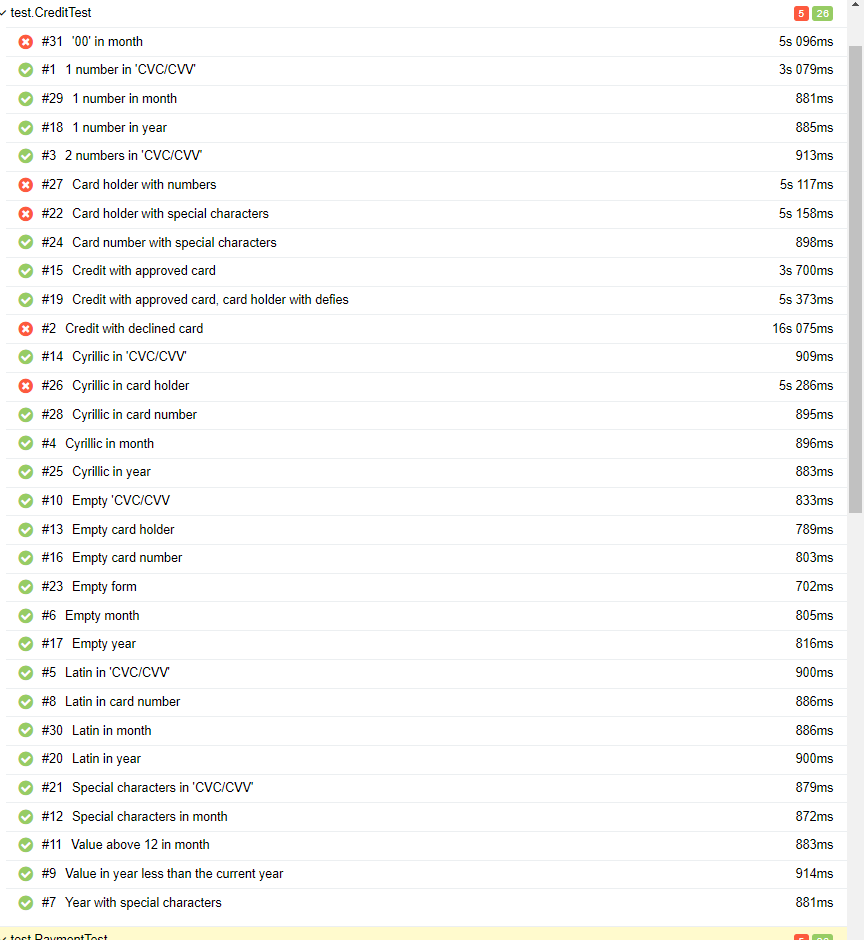 test.CreditTest 5 26
#31 '00' in month 5s 096ms
#1 1 number in 'CVC/CVV' 3s 079ms
#29 1 number in month 881ms
#18 1 number in year 885ms
#3 2 numbers in 'CVC/CVV' 913ms
#27 Card holder with numbers 5s 117ms
#22 Card holder with special characters 5s 158ms
#24 Card number with special characters 898ms
#15 Credit with approved card 3s 700ms
#19 Credit with approved card, card holder with defies 5s 373ms
#2 Credit with declined card 16s 075ms
#14 Cyrillic in 'CVC/CVV' 909ms
#26 Cyrillic in card holder 5s 286ms
#28 Cyrillic in card number 895ms
#4 Cyrillic in month 896ms
#25 Cyrillic in year 883ms
#10 Empty 'CVC/CVV 833ms
#13 Empty card holder 789ms
#16 Empty card number 803ms
#23 Empty form 702ms
#6 Empty month 805ms
#17 Empty year 816ms
#5 Latin in 'CVC/CVV' 900ms
#8 Latin in card number 886ms
#30 Latin in month 886ms
#20 Latin in year 900ms
#21 Special characters in 'CVC/CVV' 879ms
#12 Special characters in month 872ms
#11 Value above 12 in month 883ms
#9 Value in year less than the current year 914ms
#7 Year with special characters 881ms
test.PaymentTest